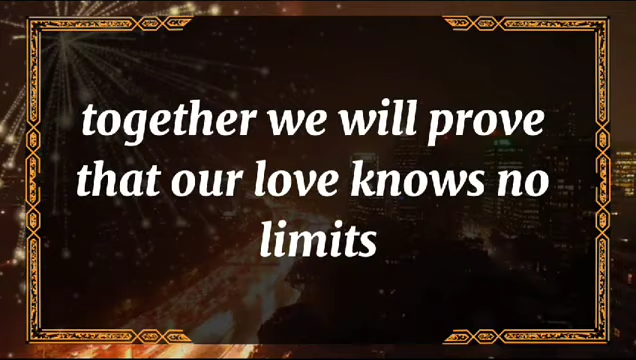 together we will prove
that our love knows no
limits